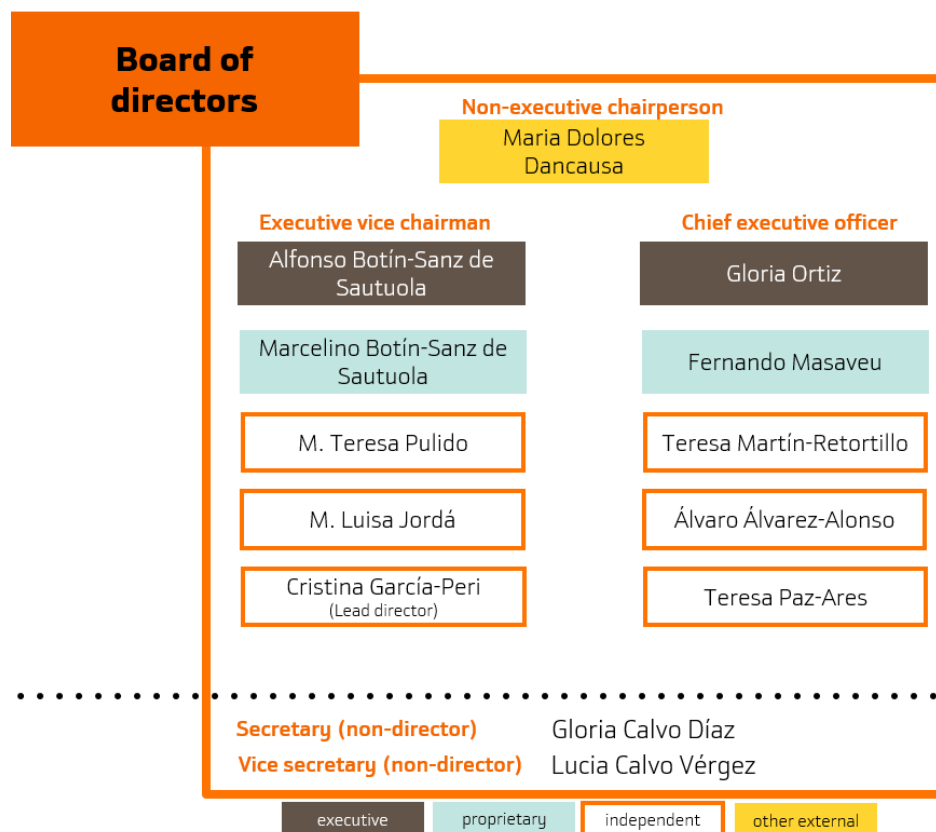 Board of
directors
Non-executive chairperson
Maria Dolores
Dancausa
Executive vice chairman
Chief executive officer
Alfonso Botín-Sanz de
Sautuola
Gloria Ortiz
Marcelino Botín-Sanz de
Sautuola
Fernando Masaveu
M. Teresa Pulido
Teresa Martín-Retortillo
M. Luisa Jordá
Álvaro Álvarez-Alonso
Cristina García-Peri
(Lead director)
Teresa Paz-Ares
Secretary (non-director) Gloria Calvo Díaz
Vice secretary (non-director) Lucia Calvo Vérgez
executive proprietary independent other external